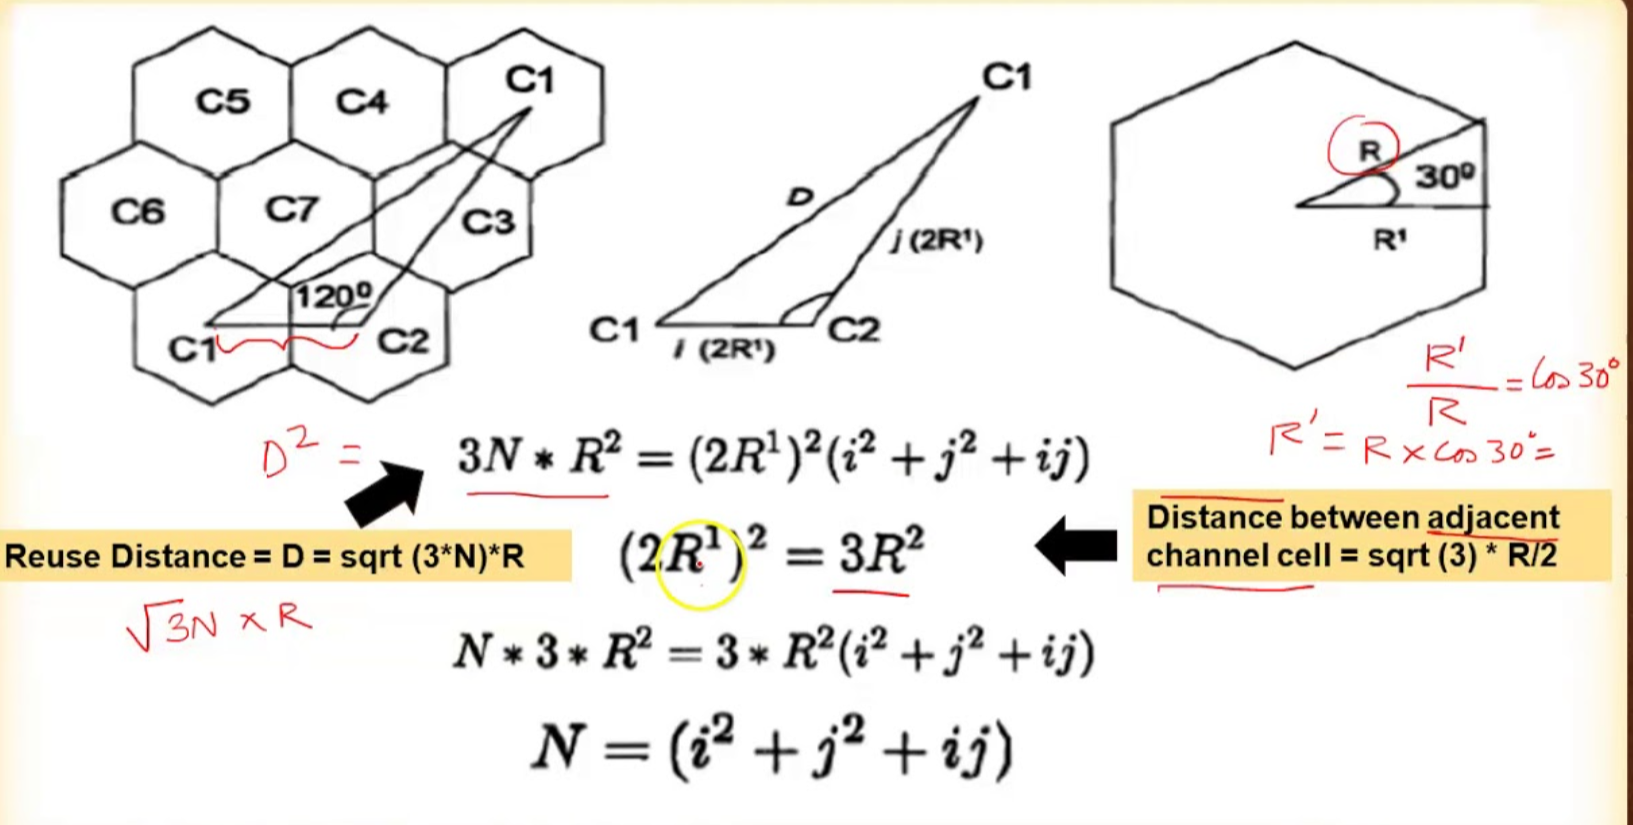 C5
C4
C1
C6
C7
C3
120⁰
C1
C2
C1
D
j (2R¹)
C1
C2
i (2R¹)
R
30⁰
R¹
R' / R = Cos 30°
R' = R x Cos 30° =
D² =
3N * R² = (2R¹)²(i² + j² + ij)
Reuse Distance = D = sqrt (3*N)*R
(2R¹)² = 3R²
Distance between adjacent
channel cell = sqrt (3) * R/2
√3N x R
N * 3 * R² = 3 * R²(i² + j² + ij)
N = (i² + j² + ij)